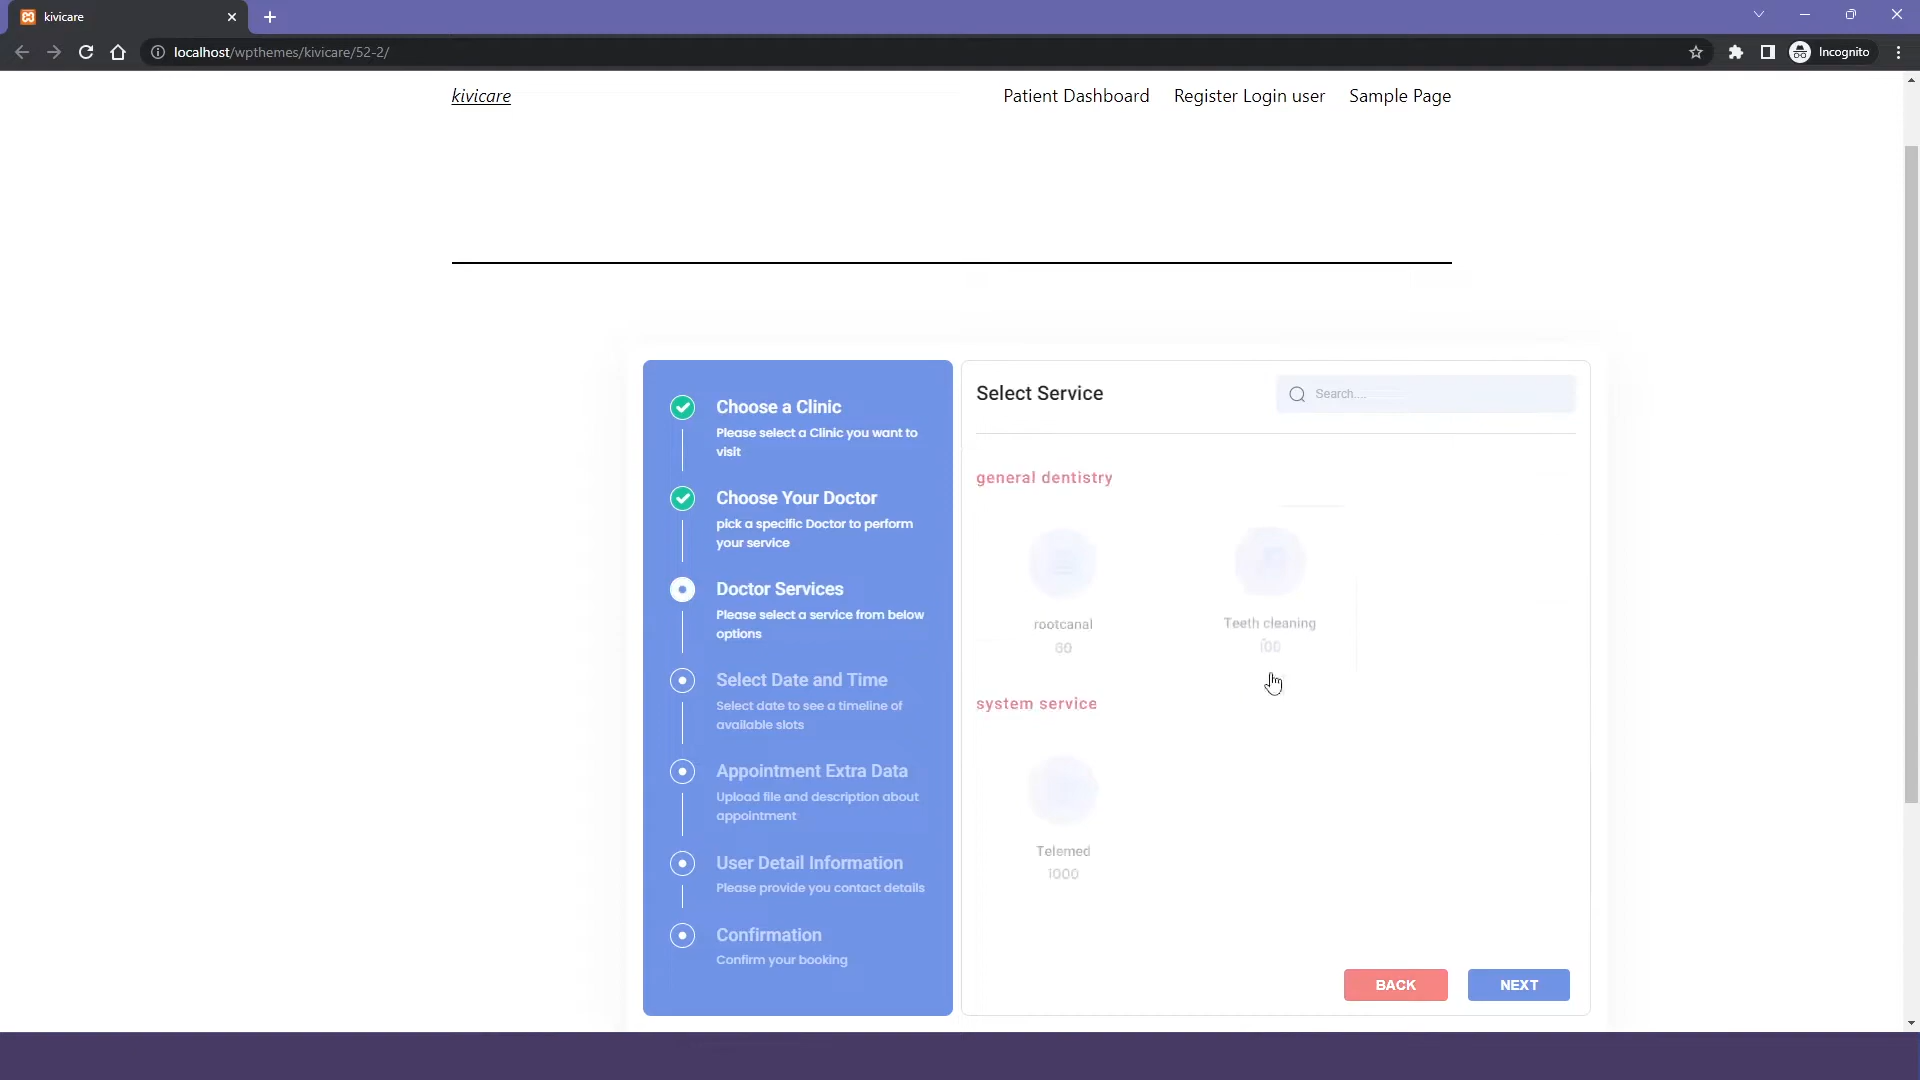 kivicare
localhost/wpthemes/kivicare/52-2/
Incognito
kivicare
Patient Dashboard
Register Login user
Sample Page
Choose a Clinic
Please select a Clinic you want to
visit
Choose Your Doctor
pick a specific Doctor to perform
your service
Doctor Services
Please select a service from below
options
Select Date and Time
Select date to see a timeline of
available slots
Appointment Extra Data
Upload file and description about
appointment
User Detail Information
Please provide you contact details
Confirmation
Confirm your booking
Select Service
Search....
general dentistry
rootcanal
Teeth cleaning
100
system service
Telemed
1000
BACK
NEXT